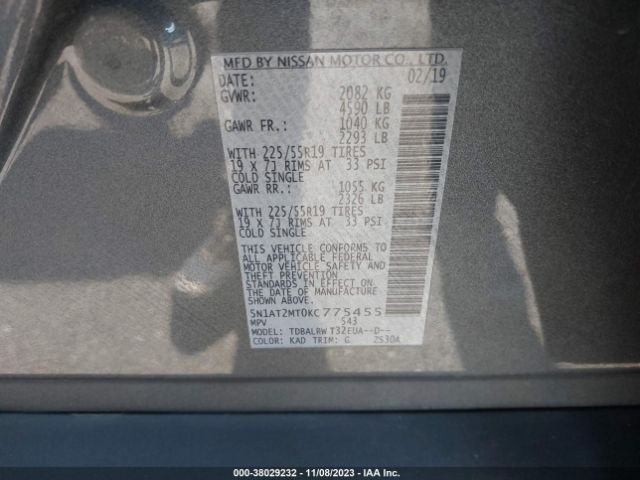 MFD BY NISSAN MOTOR CO., LTD.
DATE: 02/19
GVWR: 2082 KG
4590 LB
GAWR FR.: 1040 KG
2293 LB
WITH 225/55R19 TIRES
19 X 7J RIMS AT 33 PSI
COLD SINGLE
GAWR RR.: 1055 KG
2326 LB
WITH 225/55R19 TIRES
19 X 7J RIMS AT 33 PSI
COLD SINGLE
THIS VEHICLE CONFORMS TO
ALL APPLICABLE FEDERAL
MOTOR VEHICLE SAFETY AND
THEFT PREVENTION
STANDARDS IN EFFECT ON
THE DATE OF MANUFACTURE
SHOWN ABOVE.
5N1AT2MT0KC775455
MPV 543
MODEL: TDBALRW T32EUA--D--
COLOR: KAD TRIM: G 2S30A
000-38029232 - 11/08/2023 - IAA Inc.